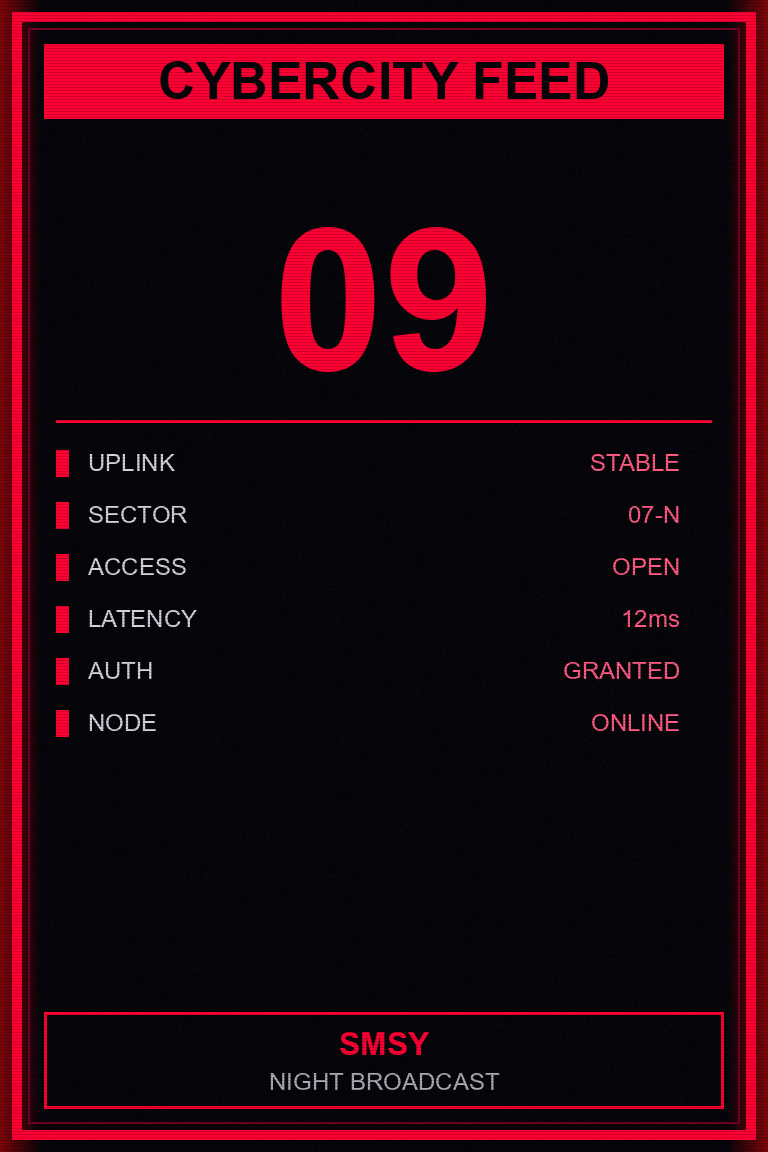 CYBERCITY FEED
09
UPLINK STABLE
SECTOR 07-N
ACCESS OPEN
LATENCY 12ms
AUTH GRANTED
NODE ONLINE
SMSY
NIGHT BROADCAST